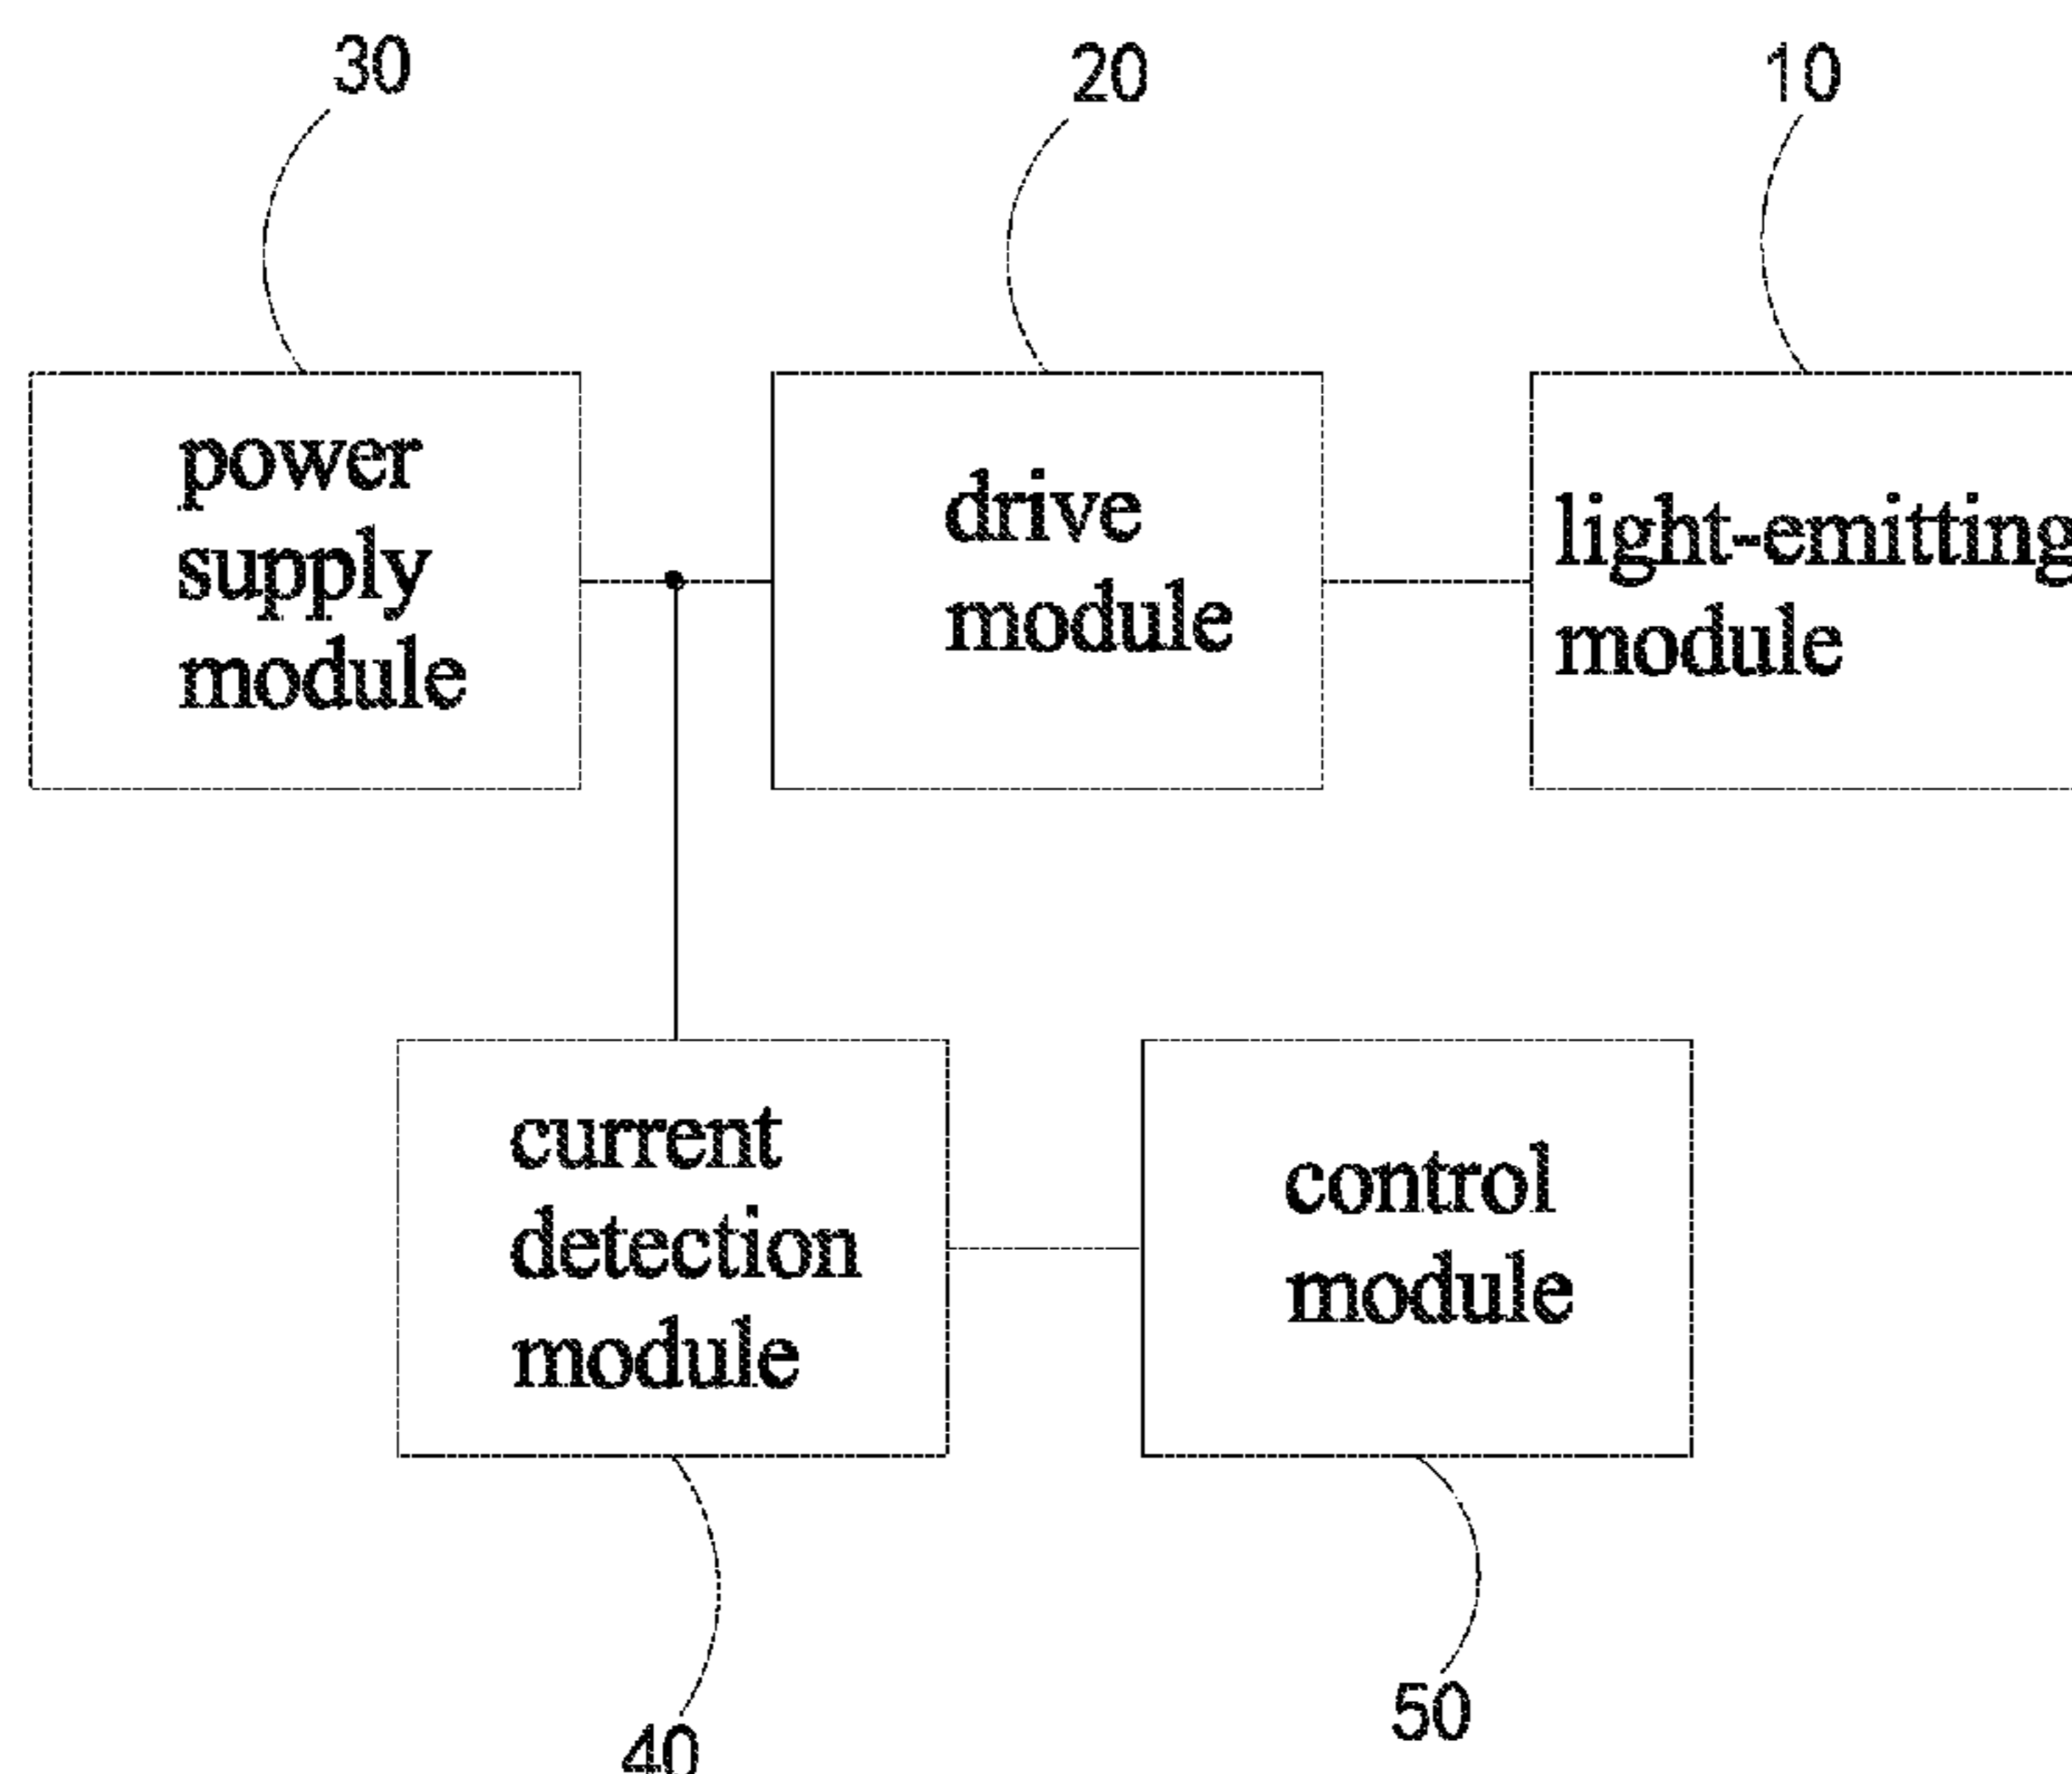 30
20
10
power
supply
module
drive
module
light-emitting
module
current
detection
module
control
module
40
50